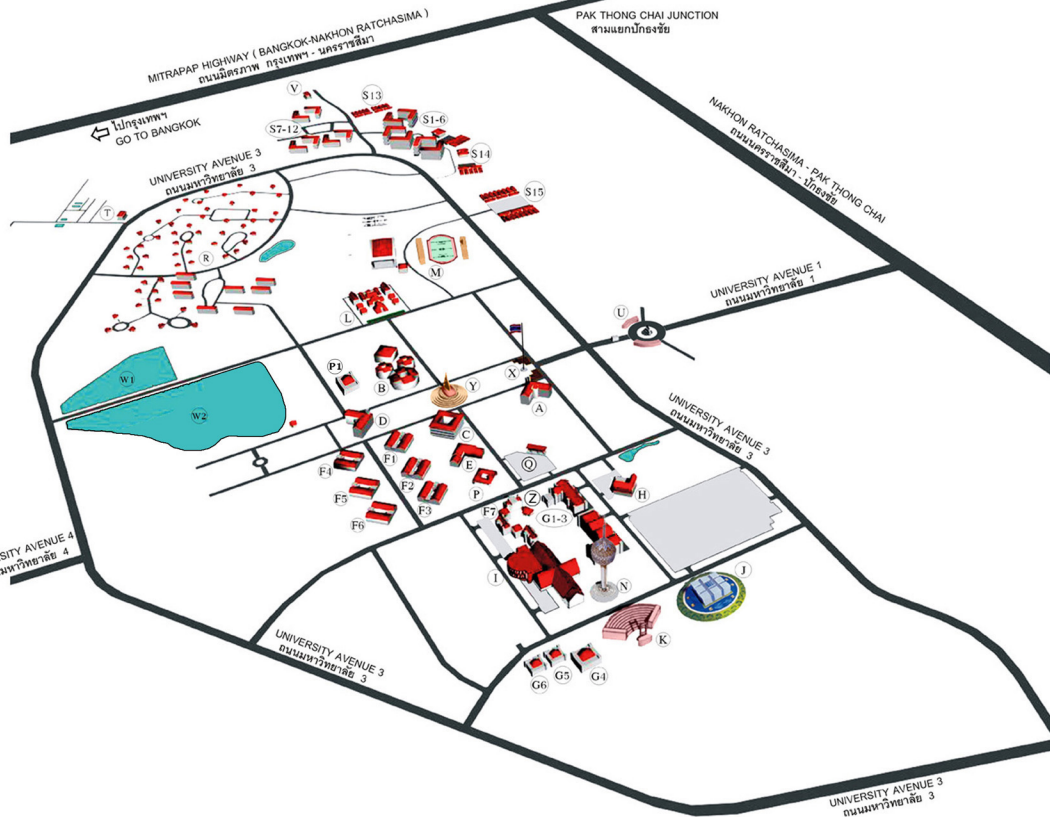 PAK THONG CHAI JUNCTION
สามแยกปักธงชัย
MITRAPAP HIGHWAY ( BANGKOK-NAKHON RATCHASIMA )
ถนนมิตรภาพ กรุงเทพฯ - นครราชสีมา
NAKHON RATCHASIMA - PAK THONG CHAI
ถนนนครราชสีมา - ปักธงชัย
ไปกรุงเทพฯ
GO TO BANGKOK
V
S13
S7-12
S1-6
S14
S15
UNIVERSITY AVENUE 3
ถนนมหาวิทยาลัย 3
T
R
M
L
UNIVERSITY AVENUE 1
ถนนมหาวิทยาลัย 1
U
W1
W2
P1
B
Y
X
A
D
C
UNIVERSITY AVENUE 3
ถนนมหาวิทยาลัย 3
F1
F4
E
Q
F2
P
F5
F3
F6
F7
Z
G1-3
H
SITY AVENUE 4
มหาวิทยาลัย 4
I
N
J
K
UNIVERSITY AVENUE 3
ถนนมหาวิทยาลัย 3
G6
G5
G4
UNIVERSITY AVENUE 3
ถนนมหาวิทยาลัย 3